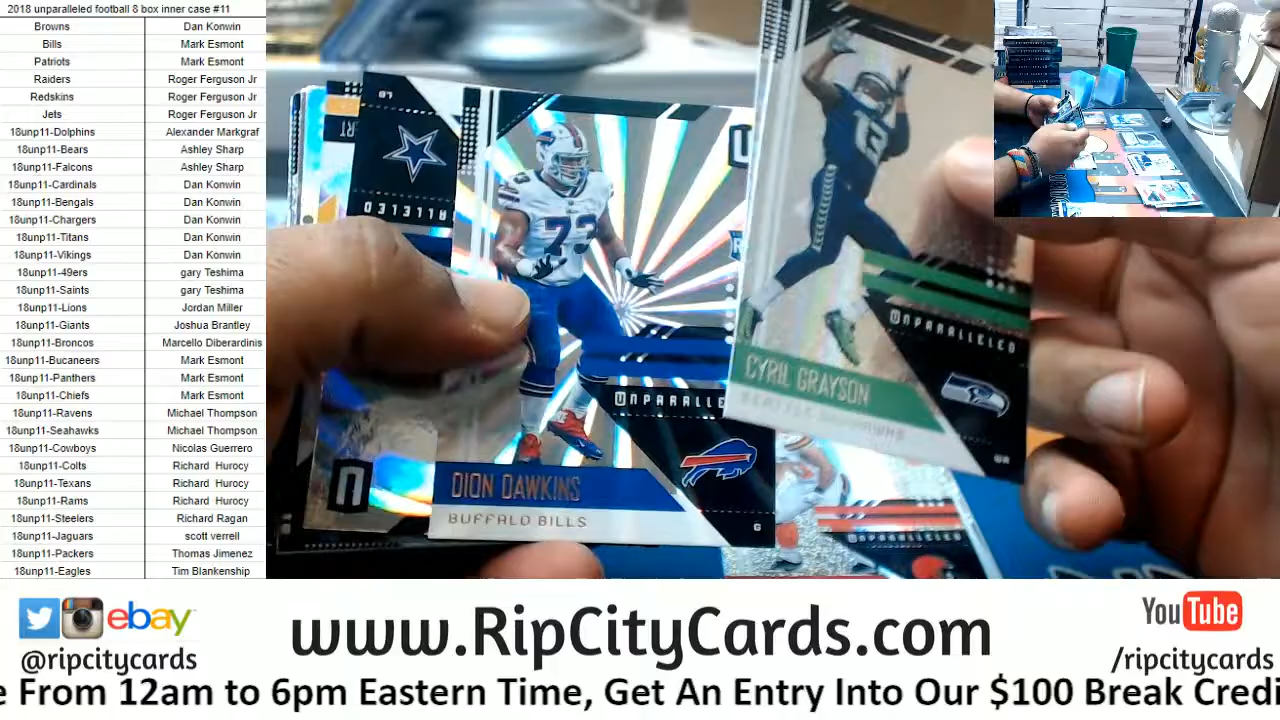 2018 unparalleled football 8 box inner case #11
Browns Dan Konwin
Bills Mark Esmont
Patriots Mark Esmont
Raiders Roger Ferguson Jr
Redskins Roger Ferguson Jr
Jets Roger Ferguson Jr
18unp11-Dolphins Alexander Markgraf
18unp11-Bears Ashley Sharp
18unp11-Falcons Ashley Sharp
18unp11-Cardinals Dan Konwin
18unp11-Bengals Dan Konwin
18unp11-Chargers Dan Konwin
18unp11-Titans Dan Konwin
18unp11-Vikings Dan Konwin
18unp11-49ers gary Teshima
18unp11-Saints gary Teshima
18unp11-Lions Jordan Miller
18unp11-Giants Joshua Brantley
18unp11-Broncos Marcello Diberardinis
18unp11-Bucaneers Mark Esmont
18unp11-Panthers Mark Esmont
18unp11-Chiefs Mark Esmont
18unp11-Ravens Michael Thompson
18unp11-Seahawks Michael Thompson
18unp11-Cowboys Nicolas Guerrero
18unp11-Colts Richard Hurocy
18unp11-Texans Richard Hurocy
18unp11-Rams Richard Hurocy
18unp11-Steelers Richard Ragan
18unp11-Jaguars scott verrell
18unp11-Packers Thomas Jimenez
18unp11-Eagles Tim Blankenship
LB
ALLELED
73
UNPARALLE
DION DAWKINS
BUFFALO BILLS
G
12
UNPARALLELED
CYRIL GRAYSON
WR
UNPARALLELED
ebay
@ripcitycards
www.RipCityCards.com
YouTube
/ripcitycards
e From 12am to 6pm Eastern Time, Get An Entry Into Our $100 Break Credi